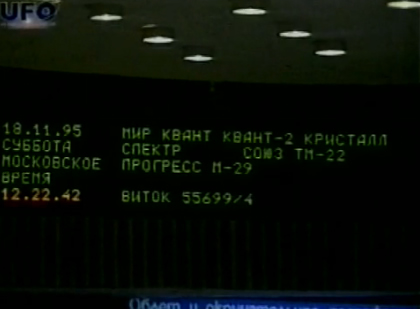 UFO
18.11.95 МИР КВАНТ КВАНТ-2 КРИСТАЛЛ
СУББОТА СПЕКТР СОЮЗ ТМ-22
МОСКОВСКОЕ ПРОГРЕСС М-29
ВРЕМЯ
12.22.42 ВИТОК 55699/4
Облет и